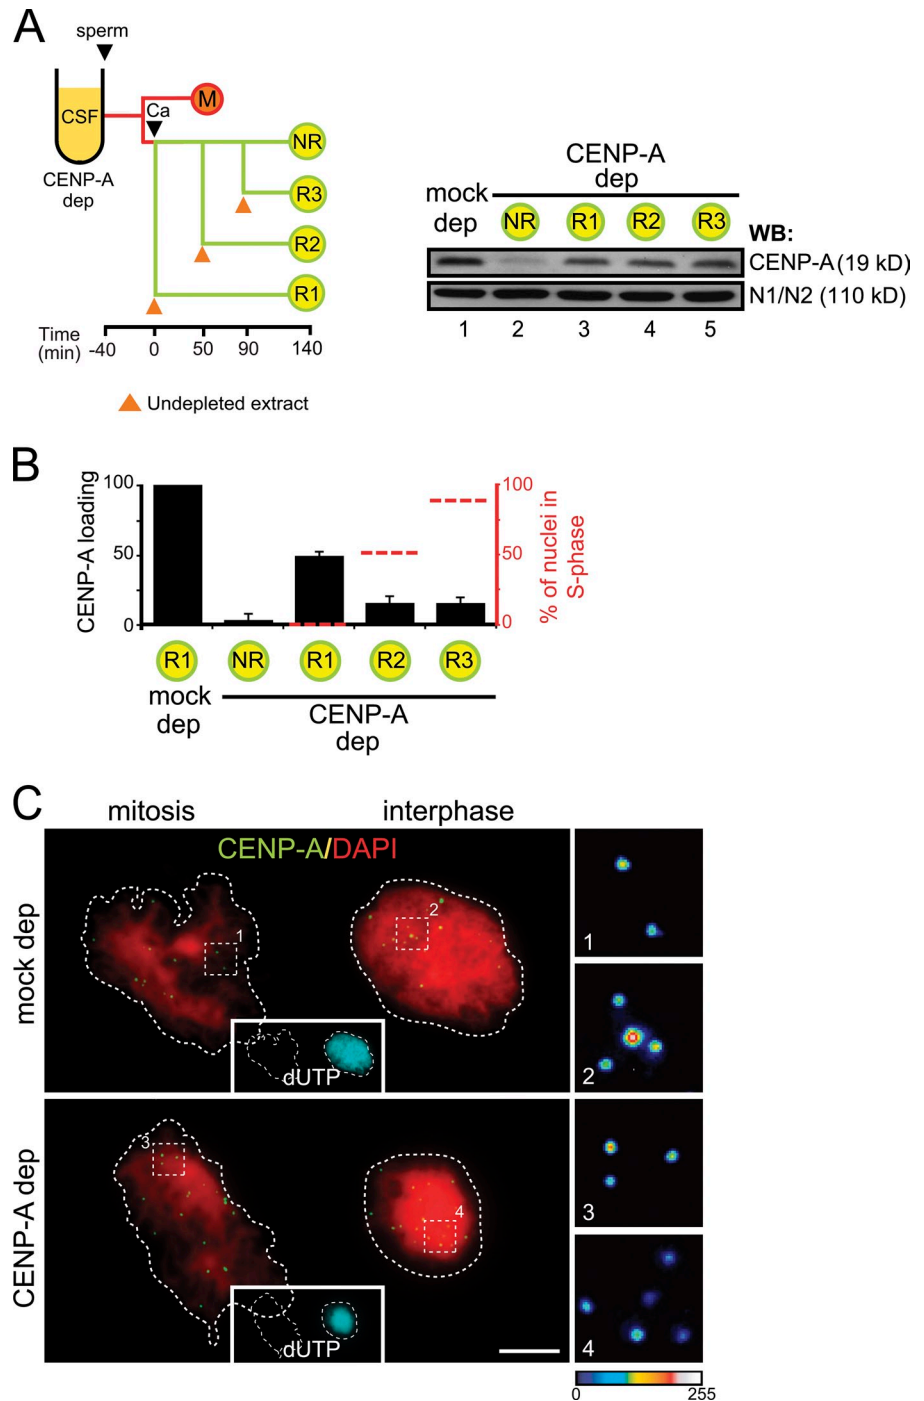 A
sperm
CSF
Ca
M
NR
R3
R2
R1
CENP-A
dep
Time
(min)
-40 0 50 90 140
Undepleted extract
CENP-A
dep
mock
dep
NR R1 R2 R3
WB:
CENP-A (19 kD)
N1/N2 (110 kD)
1 2 3 4 5
B
CENP-A loading
100
50
0
100
50
0
% of nuclei in
S-phase
R1 NR R1 R2 R3
mock
dep
CENP-A
dep
C
mitosis interphase
CENP-A/DAPI
mock dep
1
2
dUTP
1
2
CENP-A dep
3
4
dUTP
3
4
0 255